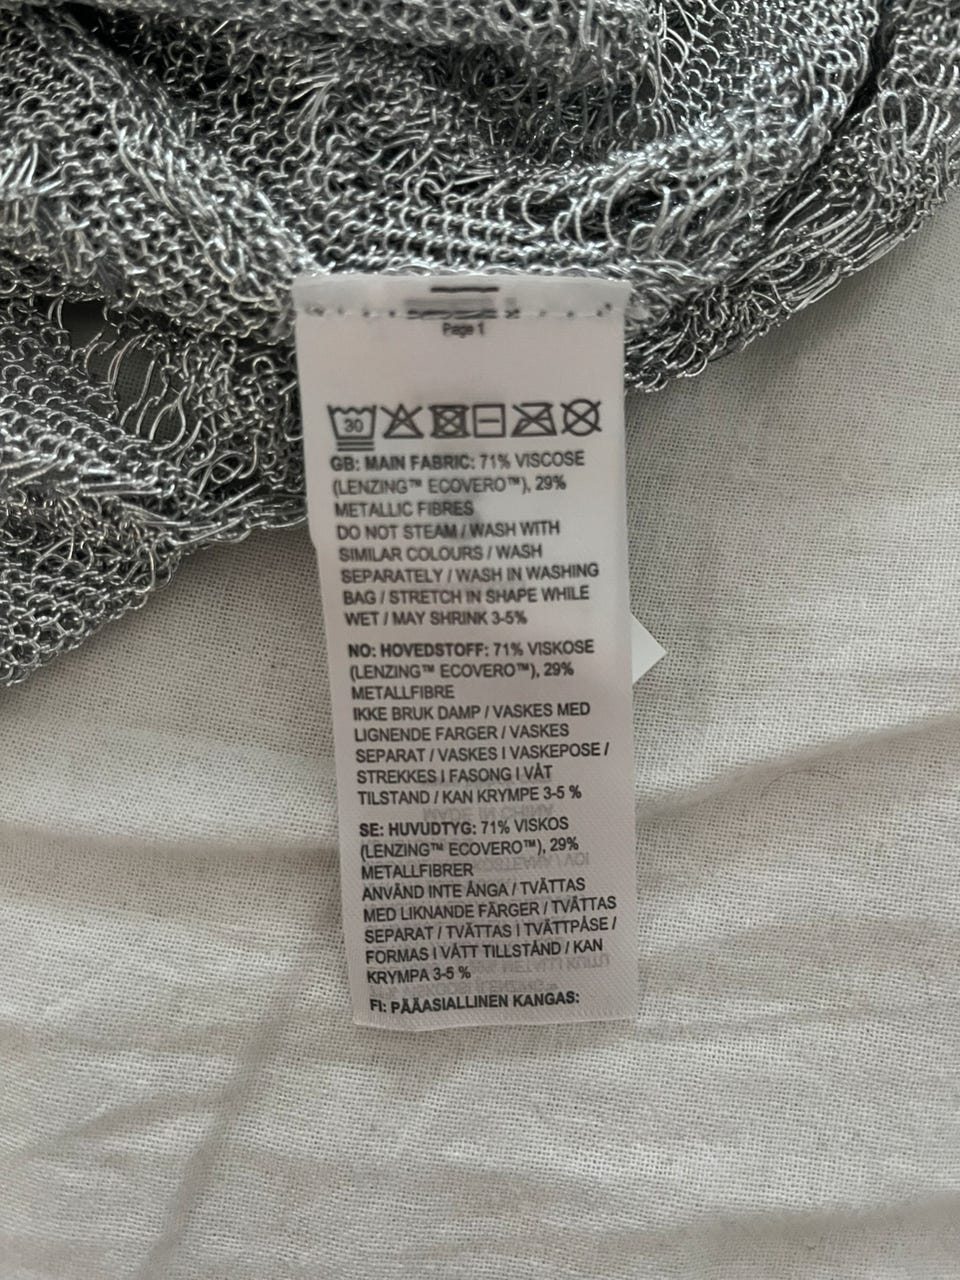 Page 1
30
GB: MAIN FABRIC: 71% VISCOSE
(LENZING™ ECOVERO™), 29%
METALLIC FIBRES
DO NOT STEAM / WASH WITH
SIMILAR COLOURS / WASH
SEPARATELY / WASH IN WASHING
BAG / STRETCH IN SHAPE WHILE
WET / MAY SHRINK 3-5%
NO: HOVEDSTOFF: 71% VISKOSE
(LENZING™ ECOVERO™), 29%
METALLFIBRE
IKKE BRUK DAMP / VASKES MED
LIGNENDE FARGER / VASKES
SEPARAT / VASKES I VASKEPOSE /
STREKKES I FASONG I VÅT
TILSTAND / KAN KRYMPE 3-5 %
MADE IN CHINA
SE: HUVUDTYG: 71% VISKOS
(LENZING™ ECOVERO™), 29%
METALLFIBRER
ANVÄND INTE ÅNGA / TVÄTTAS
MED LIKNANDE FÄRGER / TVÄTTAS
SEPARAT / TVÄTTAS I TVÄTTPÅSE /
FORMAS I VÅTT TILLSTÅND / KAN
KRYMPA 3-5 %
FI: PÄÄASIALLINEN KANGAS: